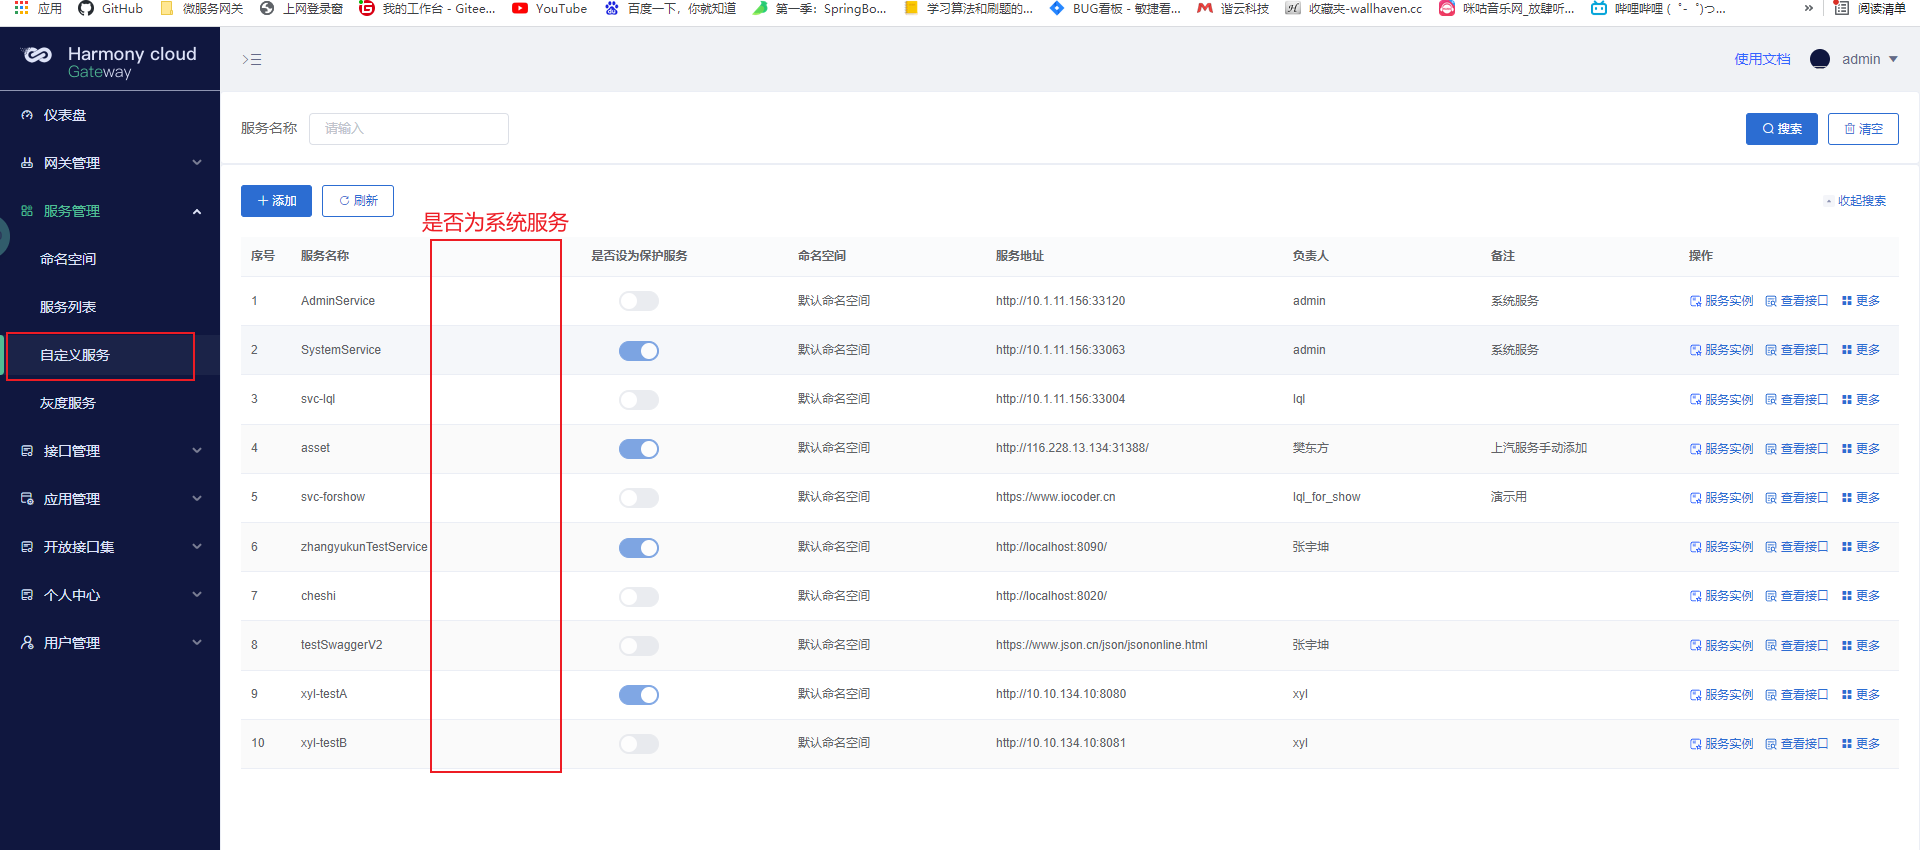 应用 GitHub 微服务网关 上网登录窗 我的工作台 - Gitee... YouTube 百度一下，你就知道 第一季：SpringBo... 学习算法和刷题的... BUG看板 - 敏捷看... 谐云科技 收藏夹-wallhaven.cc 咪咕音乐网_放肆听... 哔哩哔哩 (゜-゜)つ... » 阅读清单
Harmony cloud
Gateway
使用文档 admin
仪表盘
网关管理
服务管理
命名空间
服务列表
自定义服务
灰度服务
接口管理
应用管理
开放接口集
个人中心
用户管理
服务名称 请输入 搜索 清空
添加 刷新 收起搜索
是否为系统服务
序号 服务名称 是否设为保护服务 命名空间 服务地址 负责人 备注 操作
1 AdminService 默认命名空间 http://10.1.11.156:33120 admin 系统服务 服务实例 查看接口 更多
2 SystemService 默认命名空间 http://10.1.11.156:33063 admin 系统服务 服务实例 查看接口 更多
3 svc-lql 默认命名空间 http://10.1.11.156:33004 lql 服务实例 查看接口 更多
4 asset 默认命名空间 http://116.228.13.134:31388/ 樊东方 上汽服务手动添加 服务实例 查看接口 更多
5 svc-forshow 默认命名空间 https://www.iocoder.cn lql_for_show 演示用 服务实例 查看接口 更多
6 zhangyukunTestService 默认命名空间 http://localhost:8090/ 张宇坤 服务实例 查看接口 更多
7 cheshi 默认命名空间 http://localhost:8020/ 服务实例 查看接口 更多
8 testSwaggerV2 默认命名空间 https://www.json.cn/json/jsononline.html 张宇坤 服务实例 查看接口 更多
9 xyl-testA 默认命名空间 http://10.10.134.10:8080 xyl 服务实例 查看接口 更多
10 xyl-testB 默认命名空间 http://10.10.134.10:8081 xyl 服务实例 查看接口 更多